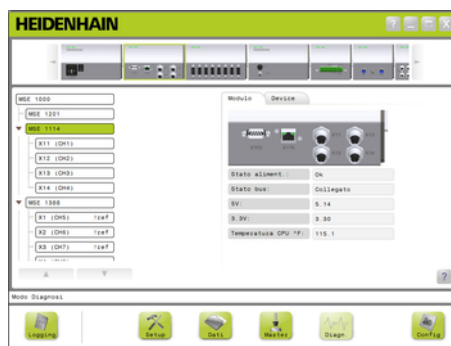 HEIDENHAIN
MSE 1000
MSE 1201
MSE 1114
X11 (CH1)
X12 (CH2)
X13 (CH3)
X14 (CH4)
MSE 1358
X1 (CH5) !ref
X2 (CH6) !ref
X3 (CH7) !ref
Modulo Device
Stato aliment.: Ok
Stato bus: Collegato
5V: 5.14
3.3V: 3.30
Temperatura CPU °F: 115.1
Modo Diagnosi
Logging Setup Dati Master Diagn. Config